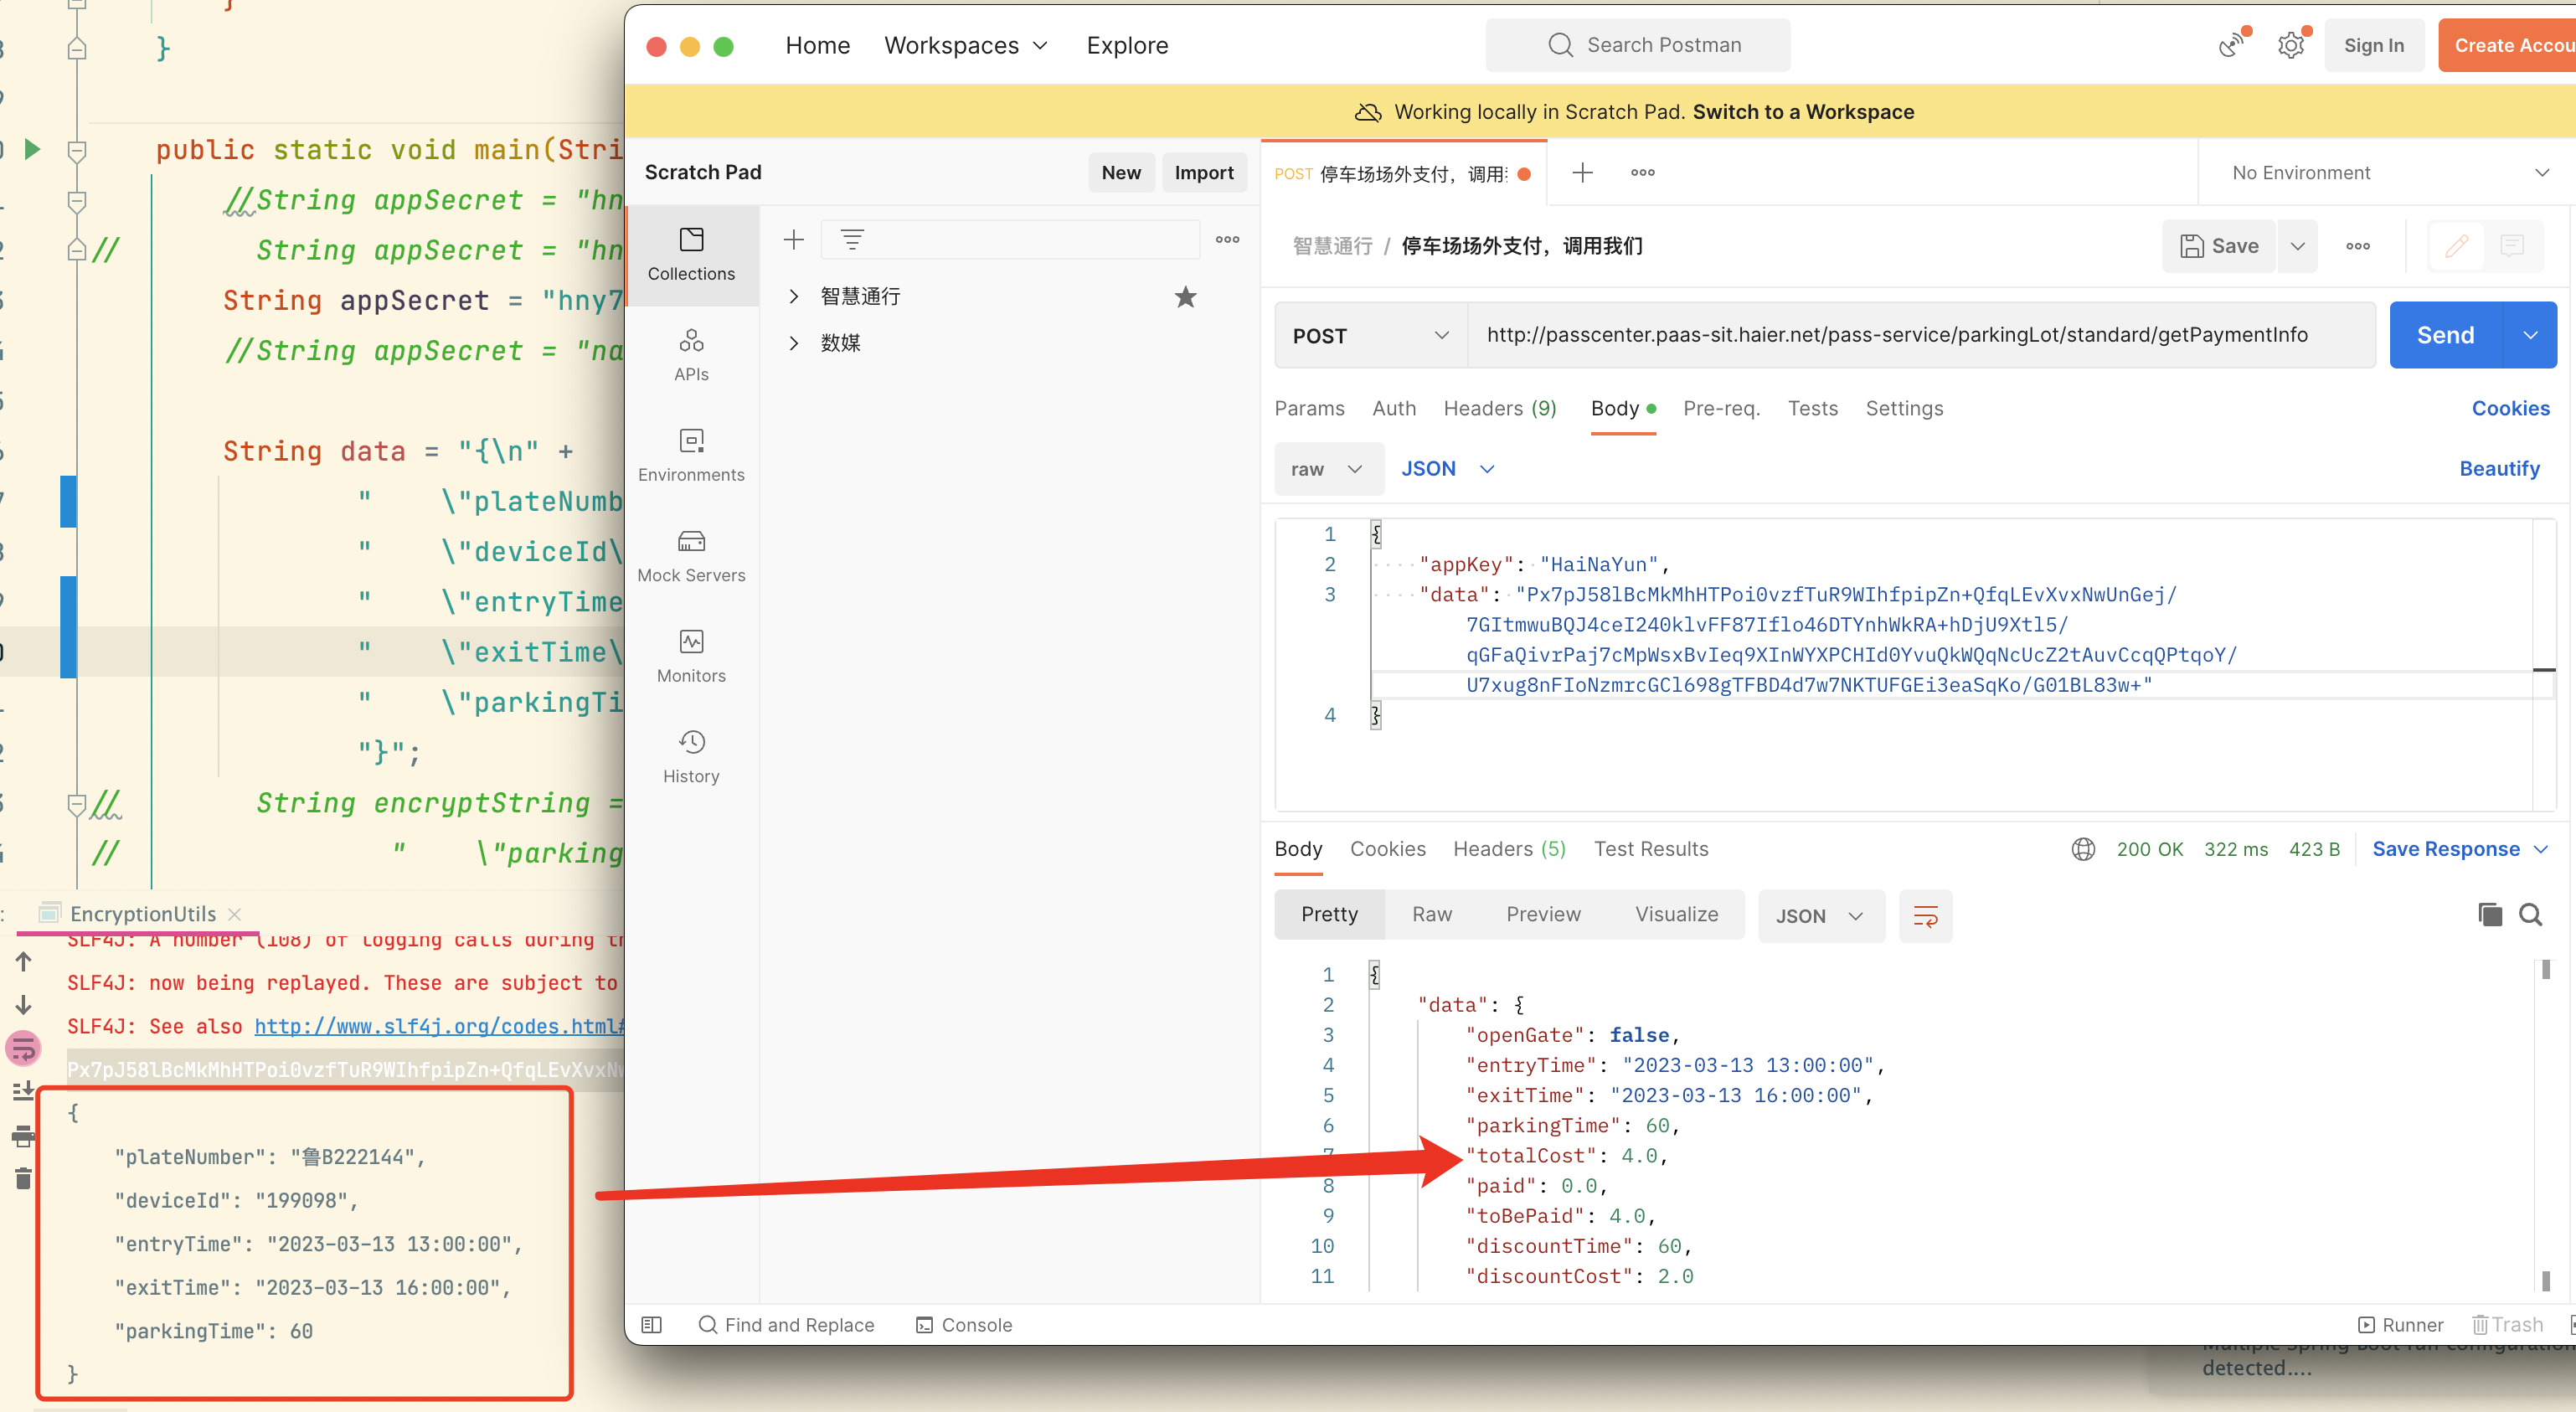 }
}
public static void main(Stri
//String appSecret = "hn
// String appSecret = "hn
String appSecret = "hny7
//String appSecret = "na
String data = "{\n" +
" \"plateNumb
" \"deviceId\
" \"entryTime
" \"exitTime\
" \"parkingTi
"}";
// String encryptString =
// " \"parking
EncryptionUtils
SLF4J: A number (108) of logging calls during th
SLF4J: now being replayed. These are subject to
SLF4J: See also http://www.slf4j.org/codes.html#
Px7pJ58lBcMkMhHTPoi0vzfTuR9WIhfpipZn+QfqLEvXvxNw
{
"plateNumber": "鲁B222144",
"deviceId": "199098",
"entryTime": "2023-03-13 13:00:00",
"exitTime": "2023-03-13 16:00:00",
"parkingTime": 60
}
Home Workspaces Explore
Search Postman
Sign In
Create Accou
Working locally in Scratch Pad. Switch to a Workspace
Scratch Pad
New
Import
Collections
APIs
Environments
Mock Servers
Monitors
History
智慧通行
数媒
POST 停车场场外支付，调用
No Environment
智慧通行 / 停车场场外支付，调用我们
Save
POST
http://passcenter.paas-sit.haier.net/pass-service/parkingLot/standard/getPaymentInfo
Send
Params Auth Headers (9) Body Pre-req. Tests Settings
Cookies
raw JSON
Beautify
1 {
2 "appKey": "HaiNaYun",
3 "data": "Px7pJ58lBcMkMhHTPoi0vzfTuR9WIhfpipZn+QfqLEvXvxNwUnGej/
7GItmwuBQJ4ceI240klvFF87Iflo46DTYnhWkRA+hDjU9Xtl5/
qGFaQivrPaj7cMpWsxBvIeq9XInWYXPCHId0YvuQkWQqNcUcZ2tAuvCcqQPtqoY/
U7xug8nFIoNzmrcGCl698gTFBD4d7w7NKTUFGEi3eaSqKo/G01BL83w+"
4 }
Body Cookies Headers (5) Test Results
200 OK 322 ms 423 B Save Response
Pretty Raw Preview Visualize JSON
1 {
2 "data": {
3 "openGate": false,
4 "entryTime": "2023-03-13 13:00:00",
5 "exitTime": "2023-03-13 16:00:00",
6 "parkingTime": 60,
7 "totalCost": 4.0,
8 "paid": 0.0,
9 "toBePaid": 4.0,
10 "discountTime": 60,
11 "discountCost": 2.0
Find and Replace
Console
Runner
Trash
Multiple Spring Boot run configuration
detected....